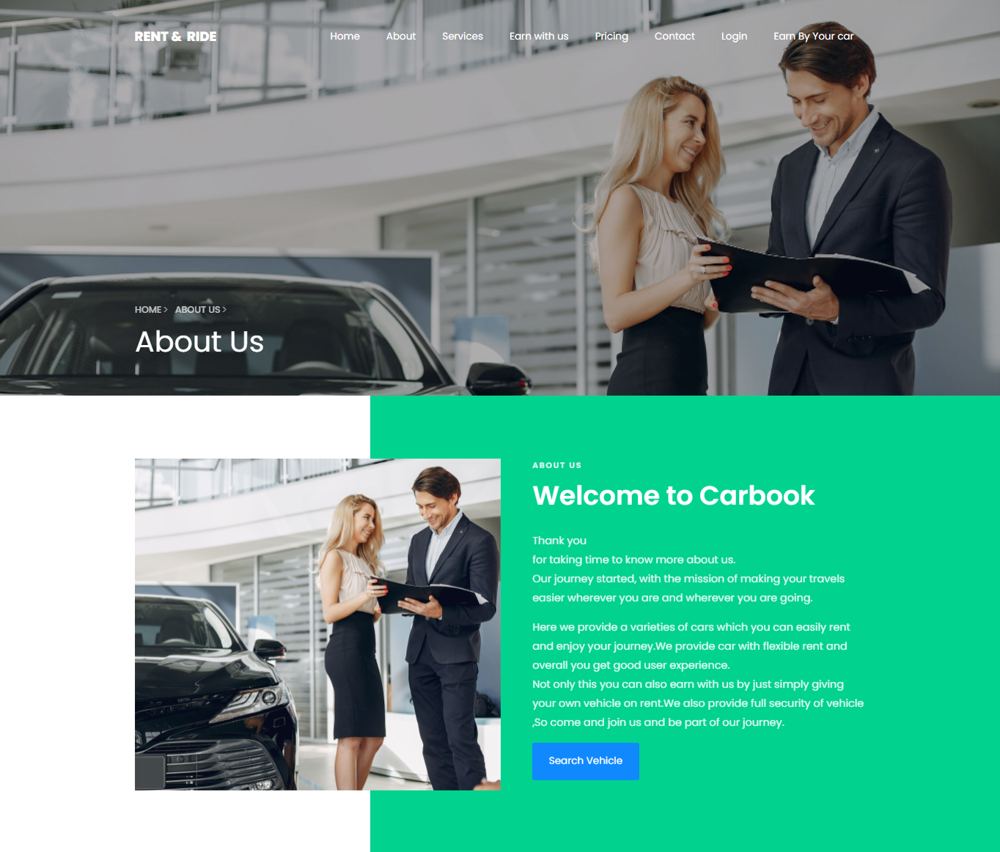 RENT & RIDE
Home About Services Earn with us Pricing Contact Login Earn By Your car
HOME > ABOUT US >
About Us
ABOUT US
Welcome to Carbook
Thank you
for taking time to know more about us.
Our journey started, with the mission of making your travels
easier wherever you are and wherever you are going.
Here we provide a varieties of cars which you can easily rent
and enjoy your journey.We provide car with flexible rent and
overall you get good user experience.
Not only this you can also earn with us by just simply giving
your own vehicle on rent.We also provide full security of vehicle
,So come and join us and be part of our journey.
Search Vehicle